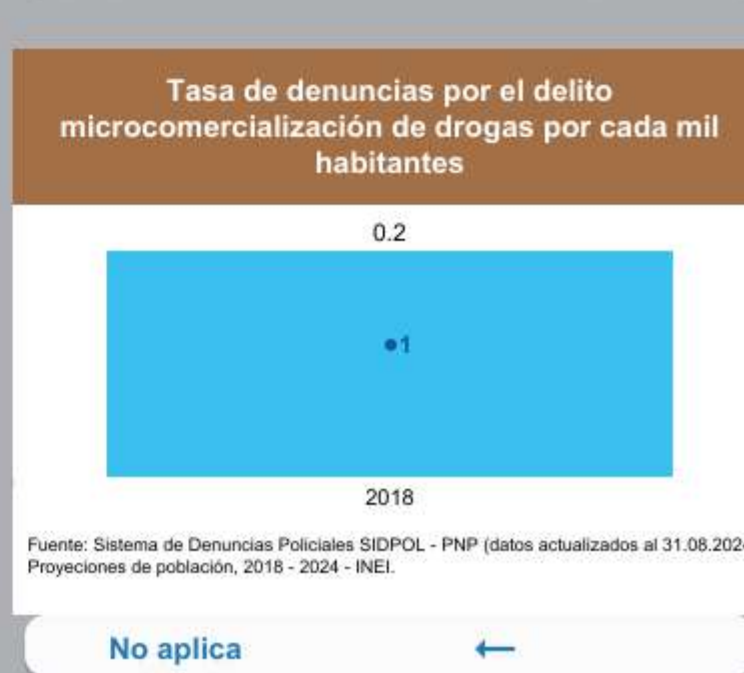 Tasa de denuncias por el delito
microcomercialización de drogas por cada mil
habitantes
0.2
1
2018
Fuente: Sistema de Denuncias Policiales SIDPOL - PNP (datos actualizados al 31.08.202
Proyeciones de población, 2018 - 2024 - INEI.
No aplica